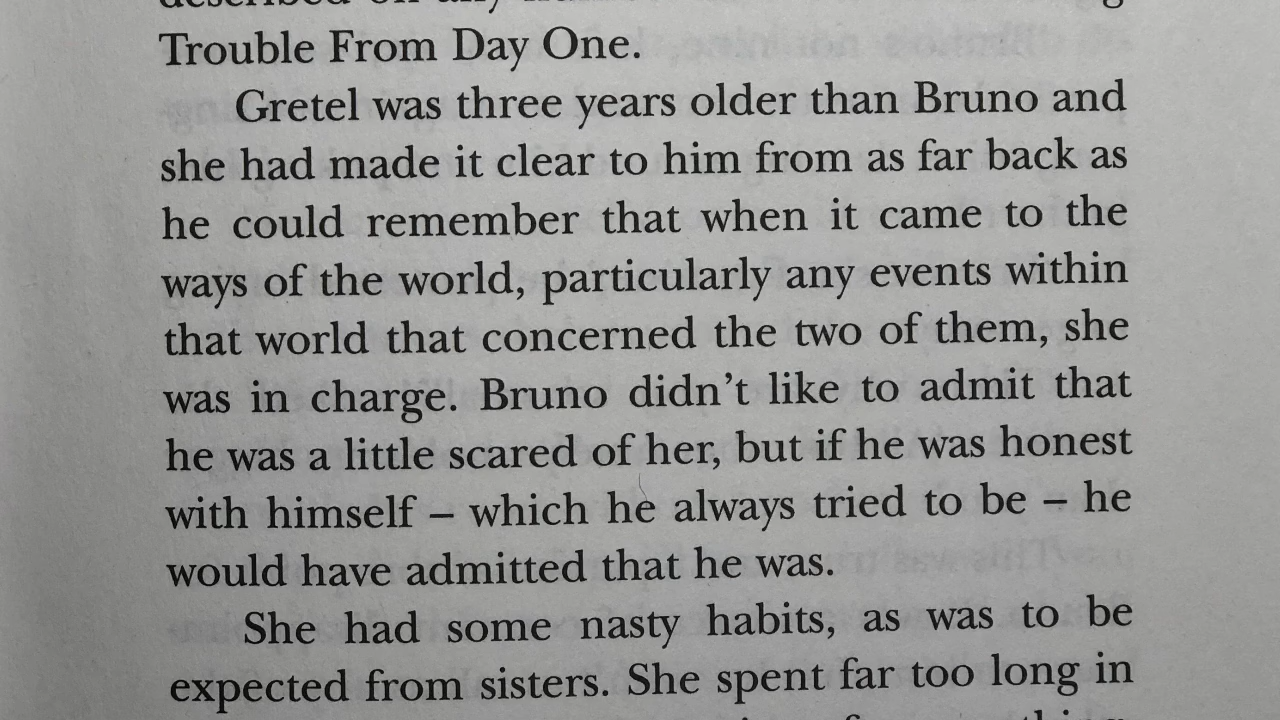 Trouble From Day One.
Gretel was three years older than Bruno and
she had made it clear to him from as far back as
he could remember that when it came to the
ways of the world, particularly any events within
that world that concerned the two of them, she
was in charge. Bruno didn’t like to admit that
he was a little scared of her, but if he was honest
with himself – which he always tried to be – he
would have admitted that he was.
She had some nasty habits, as was to be
expected from sisters. She spent far too long in